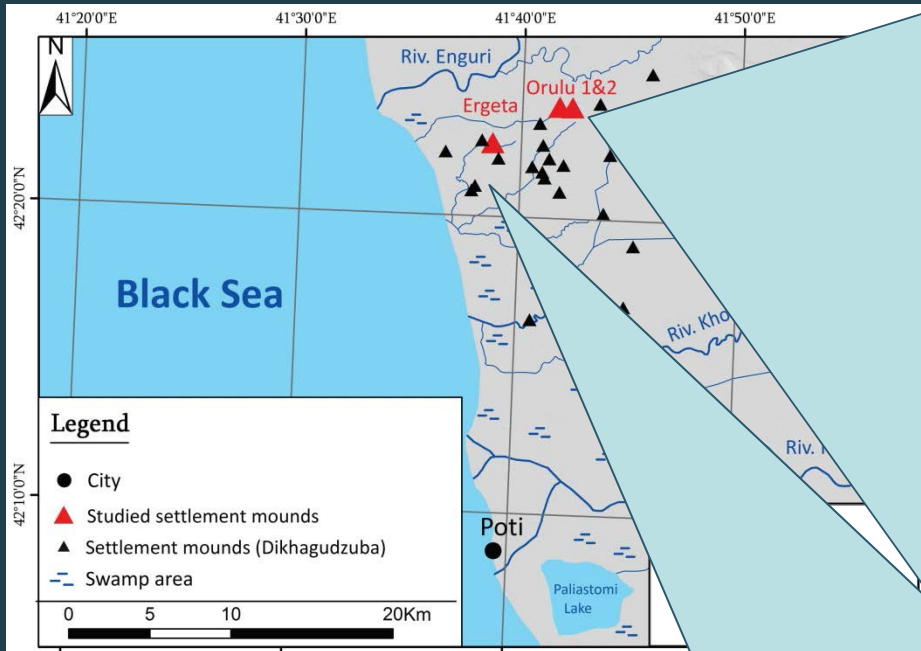 41°20'0"E 41°30'0"E 41°40'0"E 41°50'0"E
N
Riv. Enguri
Orulu 1&2
Ergeta
42°20'0"N
Black Sea
Riv. Kho
Legend
City
Studied settlement mounds
Settlement mounds (Dikhagudzuba)
Swamp area
0 5 10 20Km
Riv.
42°10'0"N
Poti
Paliastomi
Lake